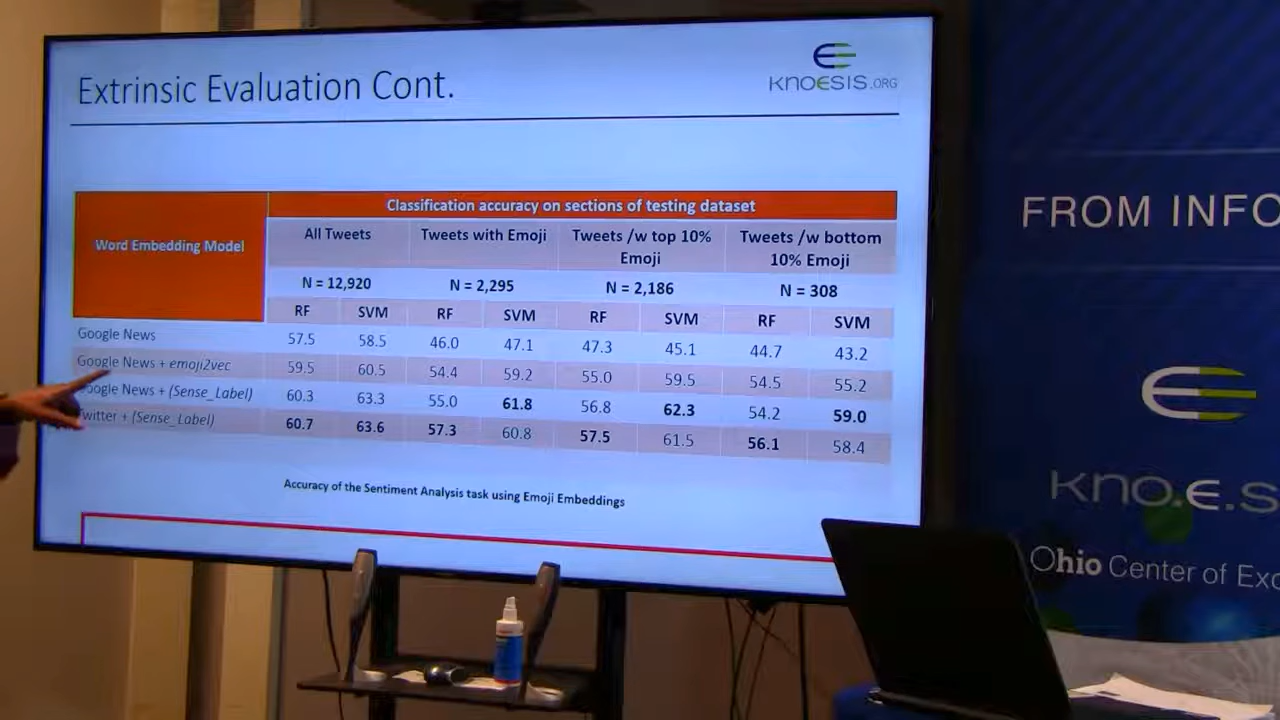 Extrinsic Evaluation Cont.
KNOESIS.ORG
Word Embedding Model
Classification accuracy on sections of testing dataset
All Tweets Tweets with Emoji Tweets /w top 10% Emoji Tweets /w bottom 10% Emoji
N = 12,920 N = 2,295 N = 2,186 N = 308
RF SVM RF SVM RF SVM RF SVM
Google News 57.5 58.5 46.0 47.1 47.3 45.1 44.7 43.2
Google News + emoji2vec 59.5 60.5 54.4 59.2 55.0 59.5 54.5 55.2
oogle News + (Sense_Label) 60.3 63.3 55.0 61.8 56.8 62.3 54.2 59.0
witter + (Sense_Label) 60.7 63.6 57.3 60.8 57.5 61.5 56.1 58.4
Accuracy of the Sentiment Analysis task using Emoji Embeddings
FROM INFO
kno.e.s
Ohio Center of Exc